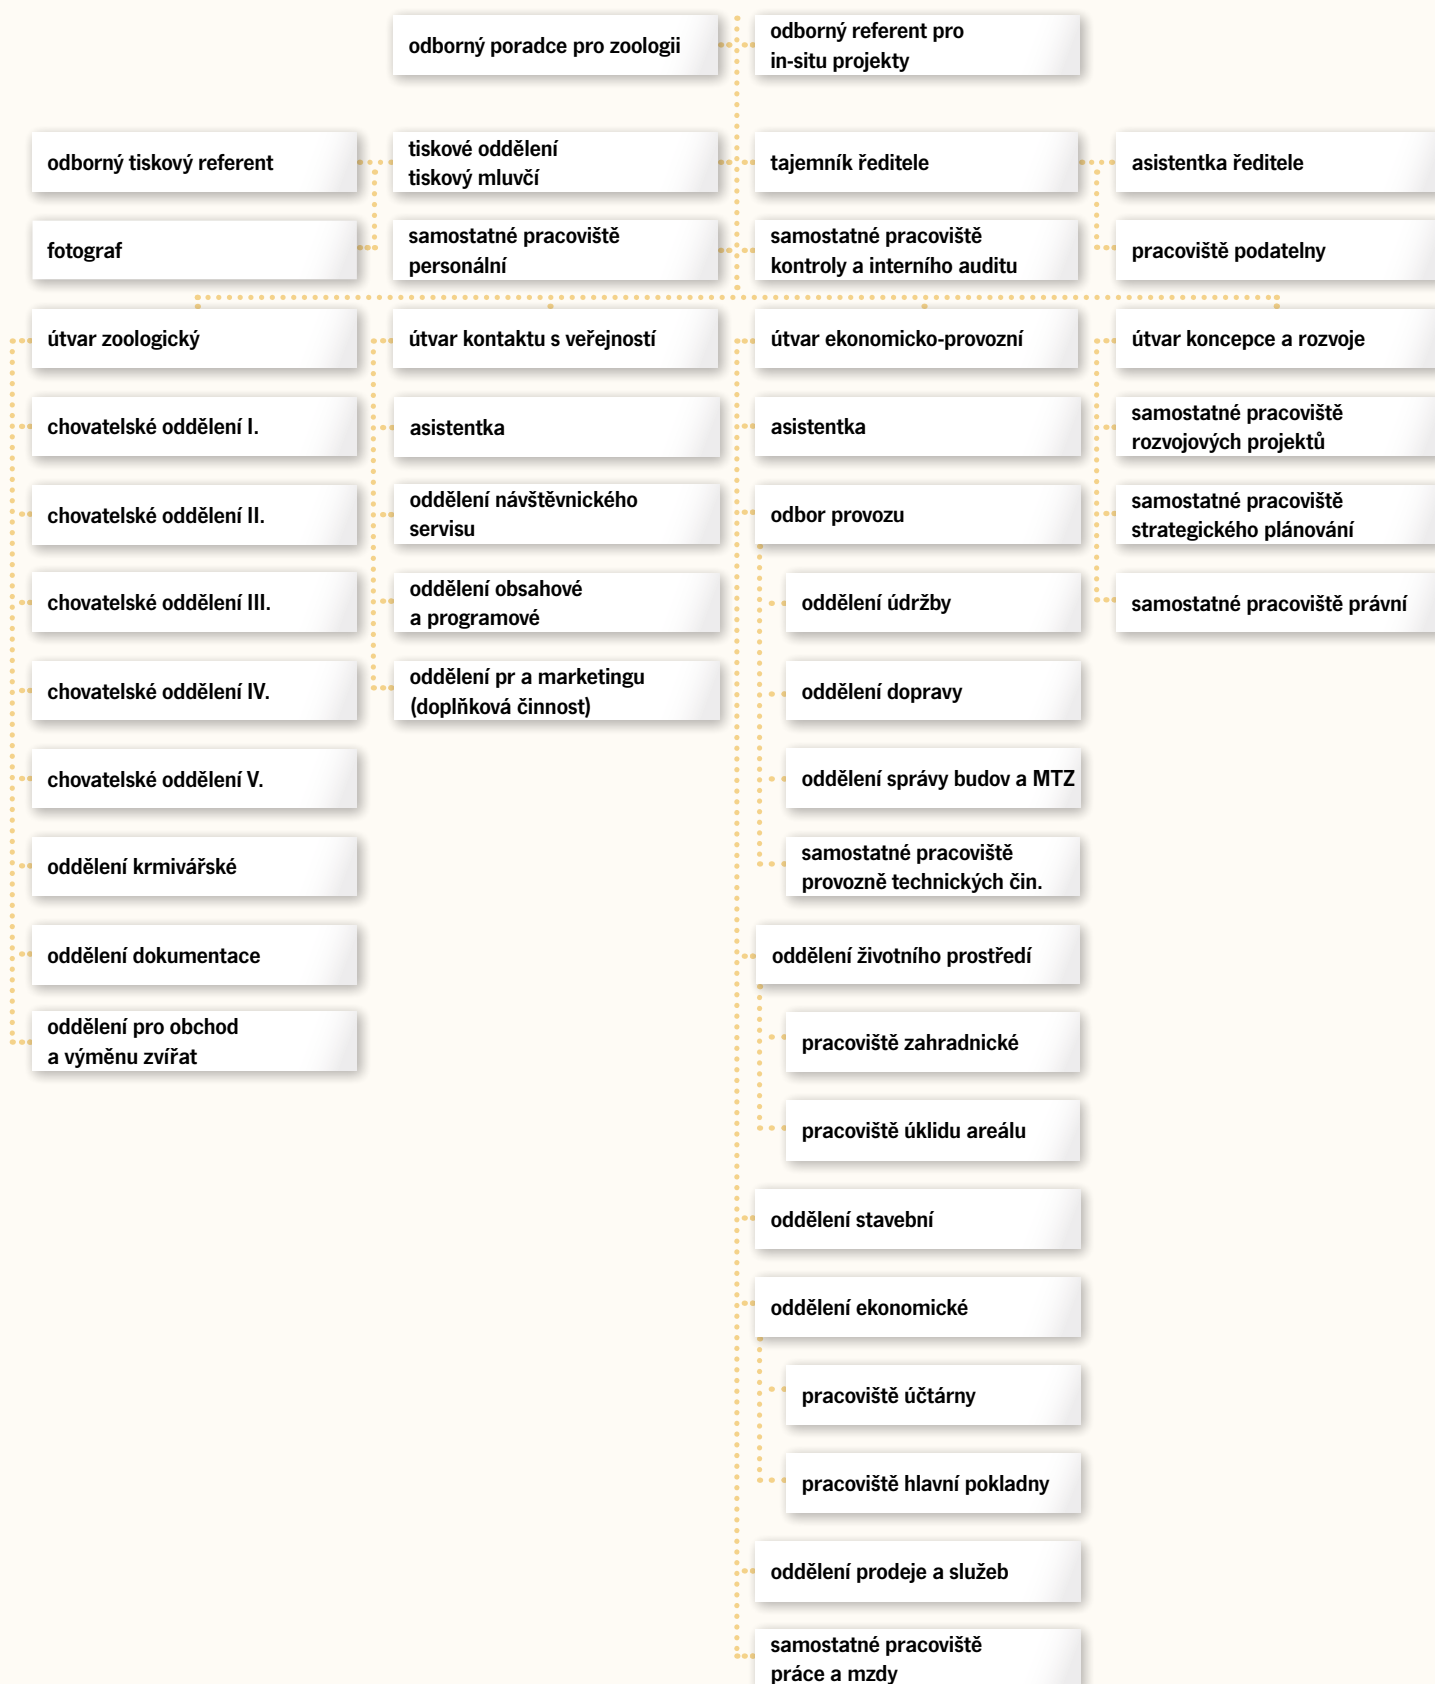 odborný poradce pro zoologii
odborný referent pro
in-situ projekty
odborný tiskový referent
tiskové oddělení
tiskový mluvčí
tajemník ředitele
asistentka ředitele
fotograf
samostatné pracoviště
personální
samostatné pracoviště
kontroly a interního auditu
pracoviště podatelny
útvar zoologický
chovatelské oddělení I.
chovatelské oddělení II.
chovatelské oddělení III.
chovatelské oddělení IV.
chovatelské oddělení V.
oddělení krmivářské
oddělení dokumentace
oddělení pro obchod
a výměnu zvířat
útvar kontaktu s veřejností
asistentka
oddělení návštěvnického
servisu
oddělení obsahové
a programové
oddělení pr a marketingu
(doplňková činnost)
útvar ekonomicko-provozní
asistentka
odbor provozu
oddělení údržby
oddělení dopravy
oddělení správy budov a MTZ
samostatné pracoviště
provozně technických čin.
oddělení životního prostředí
pracoviště zahradnické
pracoviště úklidu areálu
oddělení stavební
oddělení ekonomické
pracoviště účtárny
pracoviště hlavní pokladny
oddělení prodeje a služeb
samostatné pracoviště
práce a mzdy
útvar koncepce a rozvoje
samostatné pracoviště
rozvojových projektů
samostatné pracoviště
strategického plánování
samostatné pracoviště právní